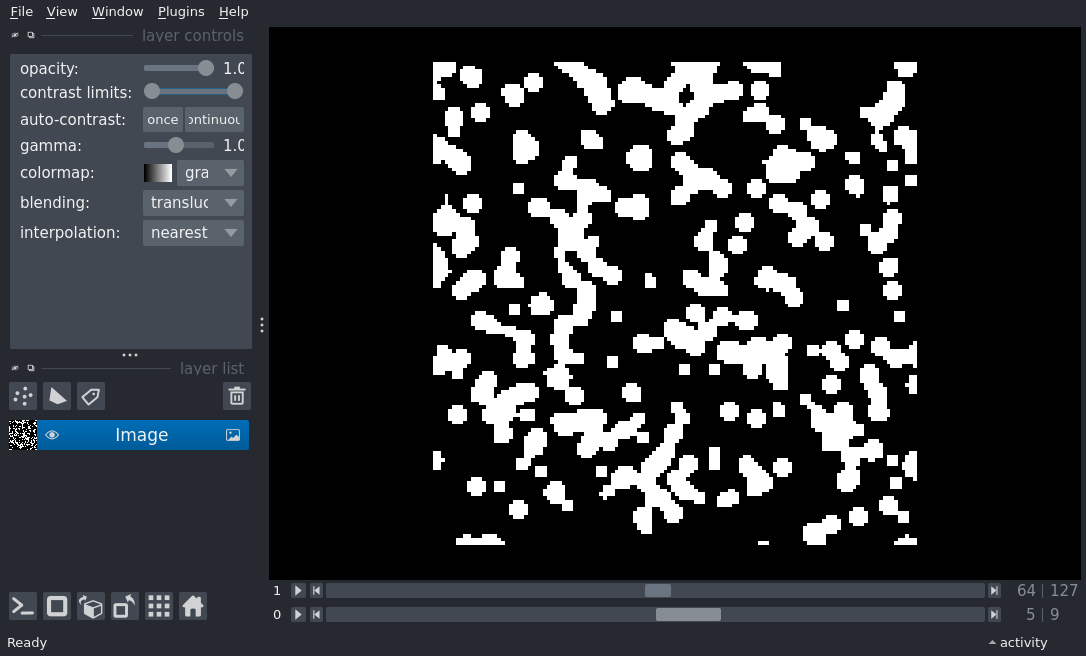 File View Window Plugins Help
layer controls
opacity: 1.0
contrast limits:
auto-contrast: once ontinuou
gamma: 1.0
colormap: gra
blending: transluc
interpolation: nearest
layer list
Image
1 64 | 127
0 5 | 9
Ready activity